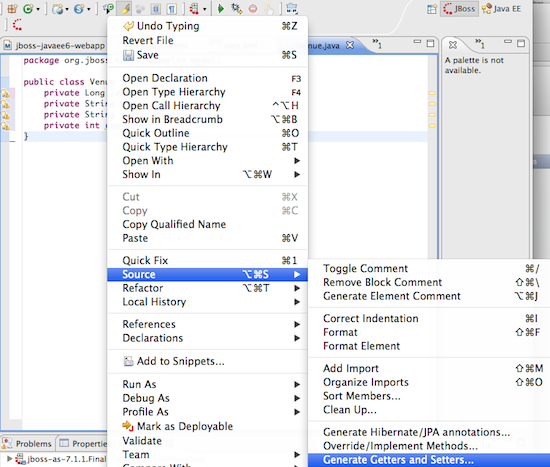 JBoss
Java EE
jboss-javaee6-webapp
nue.java
»1
»1
package org.jboss
public class Venu
private Long
private Strin
private Strin
private int
}
A palette is not
available.
Undo Typing ⌘Z
Revert File
Save ⌘S
Open Declaration F3
Open Type Hierarchy F4
Open Call Hierarchy ^⌥H
Show in Breadcrumb ⌥⌘B
Quick Outline ⌘O
Quick Type Hierarchy ⌘T
Open With
Show In ⌥⌘W
Cut ⌘X
Copy ⌘C
Copy Qualified Name
Paste ⌘V
Quick Fix ⌘1
Source ⌥⌘S
Refactor ⌥⌘T
Local History
References
Declarations
Add to Snippets...
Run As
Debug As
Profile As
Mark as Deployable
Validate
Team
Compare With
Toggle Comment ⌘/
Remove Block Comment ⇧⌘\
Generate Element Comment ⌥⌘J
Correct Indentation ⌘I
Format ⇧⌘F
Format Element
Add Import ⇧⌘M
Organize Imports ⇧⌘O
Sort Members...
Clean Up...
Generate Hibernate/JPA annotations...
Override/Implement Methods...
Generate Getters and Setters...
Problems
Properties
jboss-as-7.1.1.Final